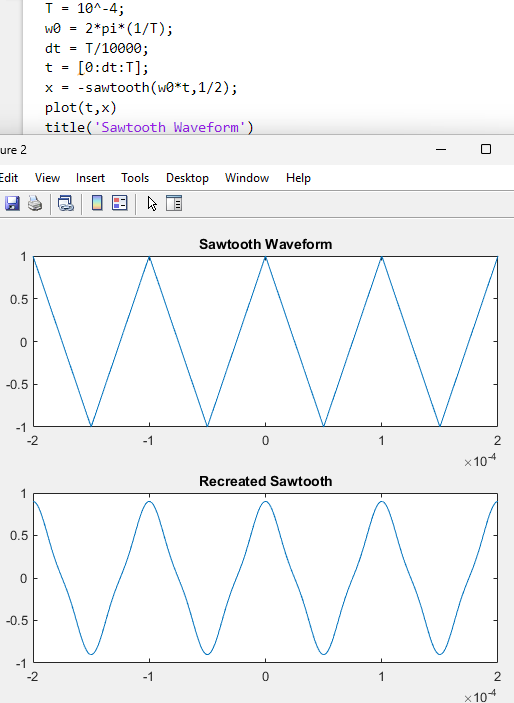 T = 10^-4;
w0 = 2*pi*(1/T);
dt = T/10000;
t = [0:dt:T];
x = -sawtooth(w0*t,1/2);
plot(t,x)
title('Sawtooth Waveform')
ure 2
Edit View Insert Tools Desktop Window Help
Sawtooth Waveform
1
0.5
0
-0.5
-1
-2 -1 0 1 2
×10-4
Recreated Sawtooth
1
0.5
0
-0.5
-1
-2 -1 0 1 2
×10-4